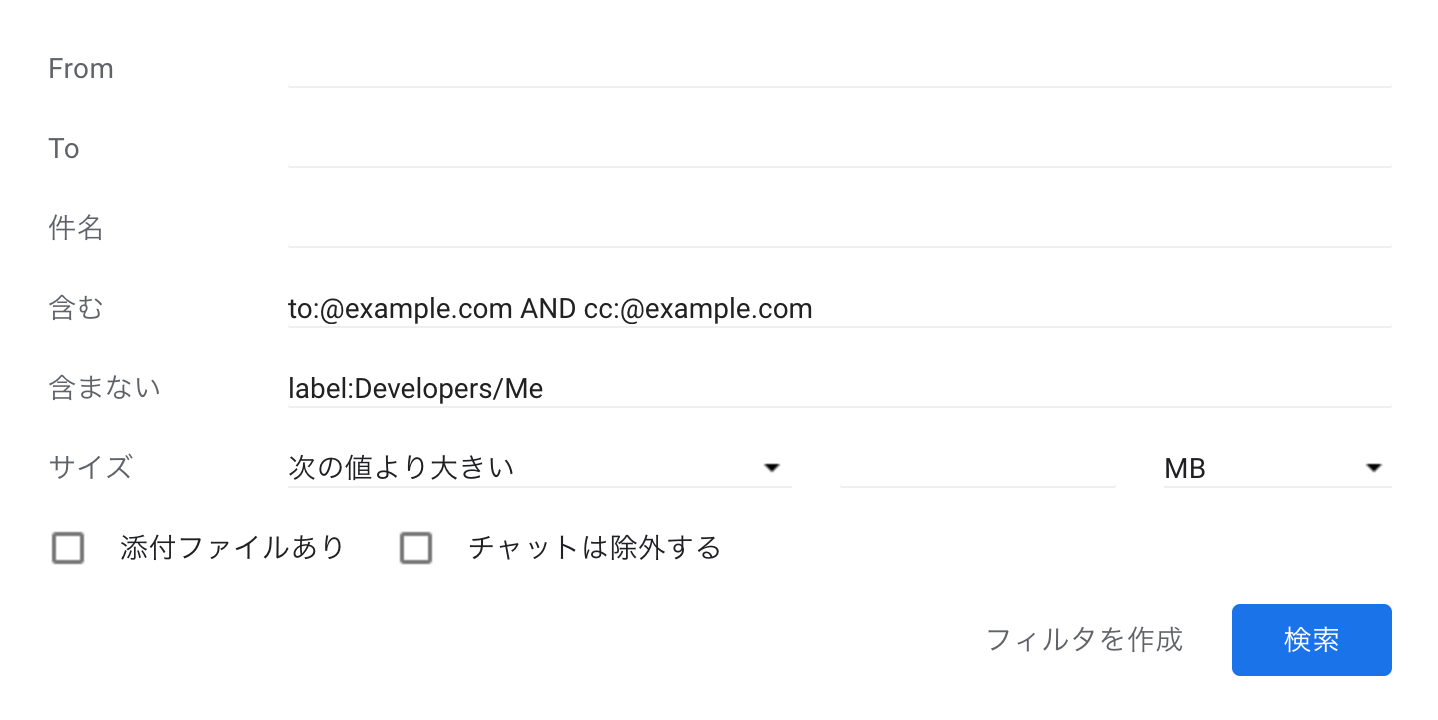 From
To
件名
含む to:@example.com AND cc:@example.com
含まない label:Developers/Me
サイズ 次の値より大きい MB
添付ファイルあり チャットは除外する
フィルタを作成 検索